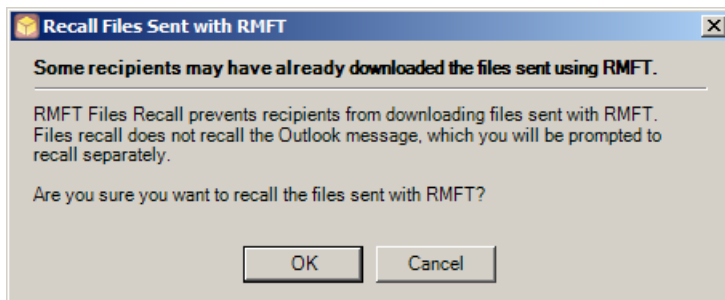 Recall Files Sent with RMFT
Some recipients may have already downloaded the files sent using RMFT.
RMFT Files Recall prevents recipients from downloading files sent with RMFT.
Files recall does not recall the Outlook message, which you will be prompted to
recall separately.
Are you sure you want to recall the files sent with RMFT?
OK
Cancel